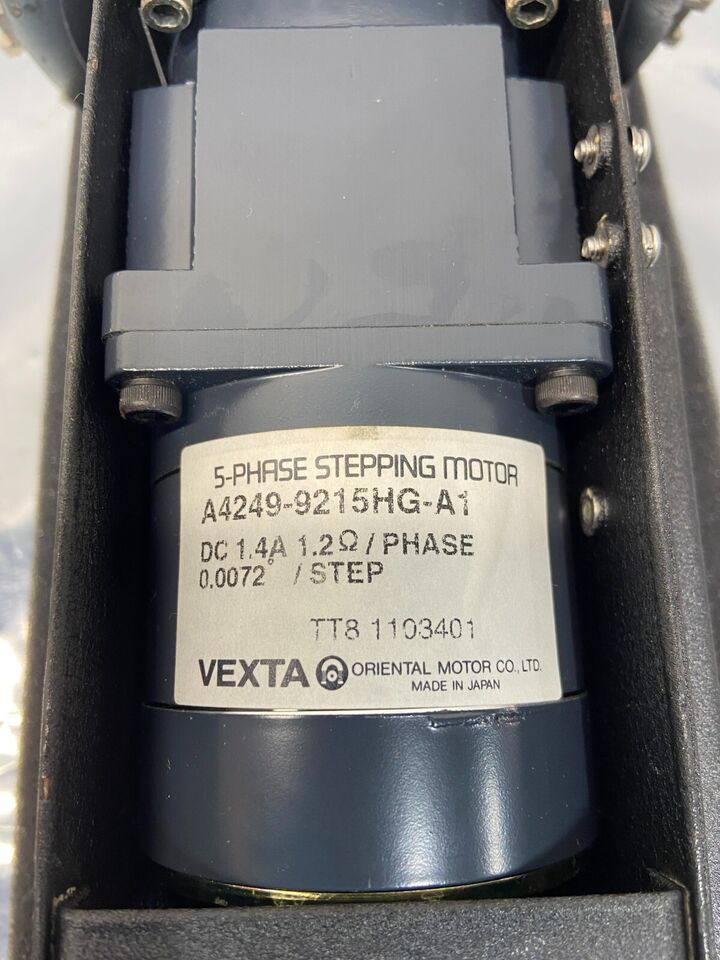 5-PHASE STEPPING MOTOR
A4249-9215HG-A1
DC 1.4A 1.2Ω/PHASE
0.0072°/STEP
TT8 1103401
VEXTA ORIENTAL MOTOR CO., LTD.
MADE IN JAPAN